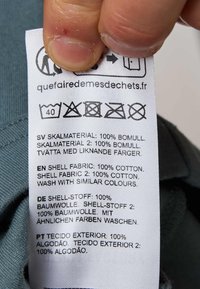 quefairedemesdechets.fr
40
SV SKALMATERIAL: 100% BOMULL.
SKALMATERIAL 2: 100% BOMULL.
TVÄTTA MED LIKNANDE FÄRGER
EN SHELL FABRIC: 100% COTTON.
SHELL FABRIC 2: 100% COTTON.
WASH WITH SIMILAR COLOURS.
DE SHELL-STOFF: 100%
BAUMWOLLE. SHELL-STOFF 2:
100% BAUMWOLLE. MIT
ÄHNLICHEN FARBEN WASCHEN.
PT TECIDO EXTERIOR: 100%
ALGODÃO. TECIDO EXTERIOR 2:
100% ALGODÃO.